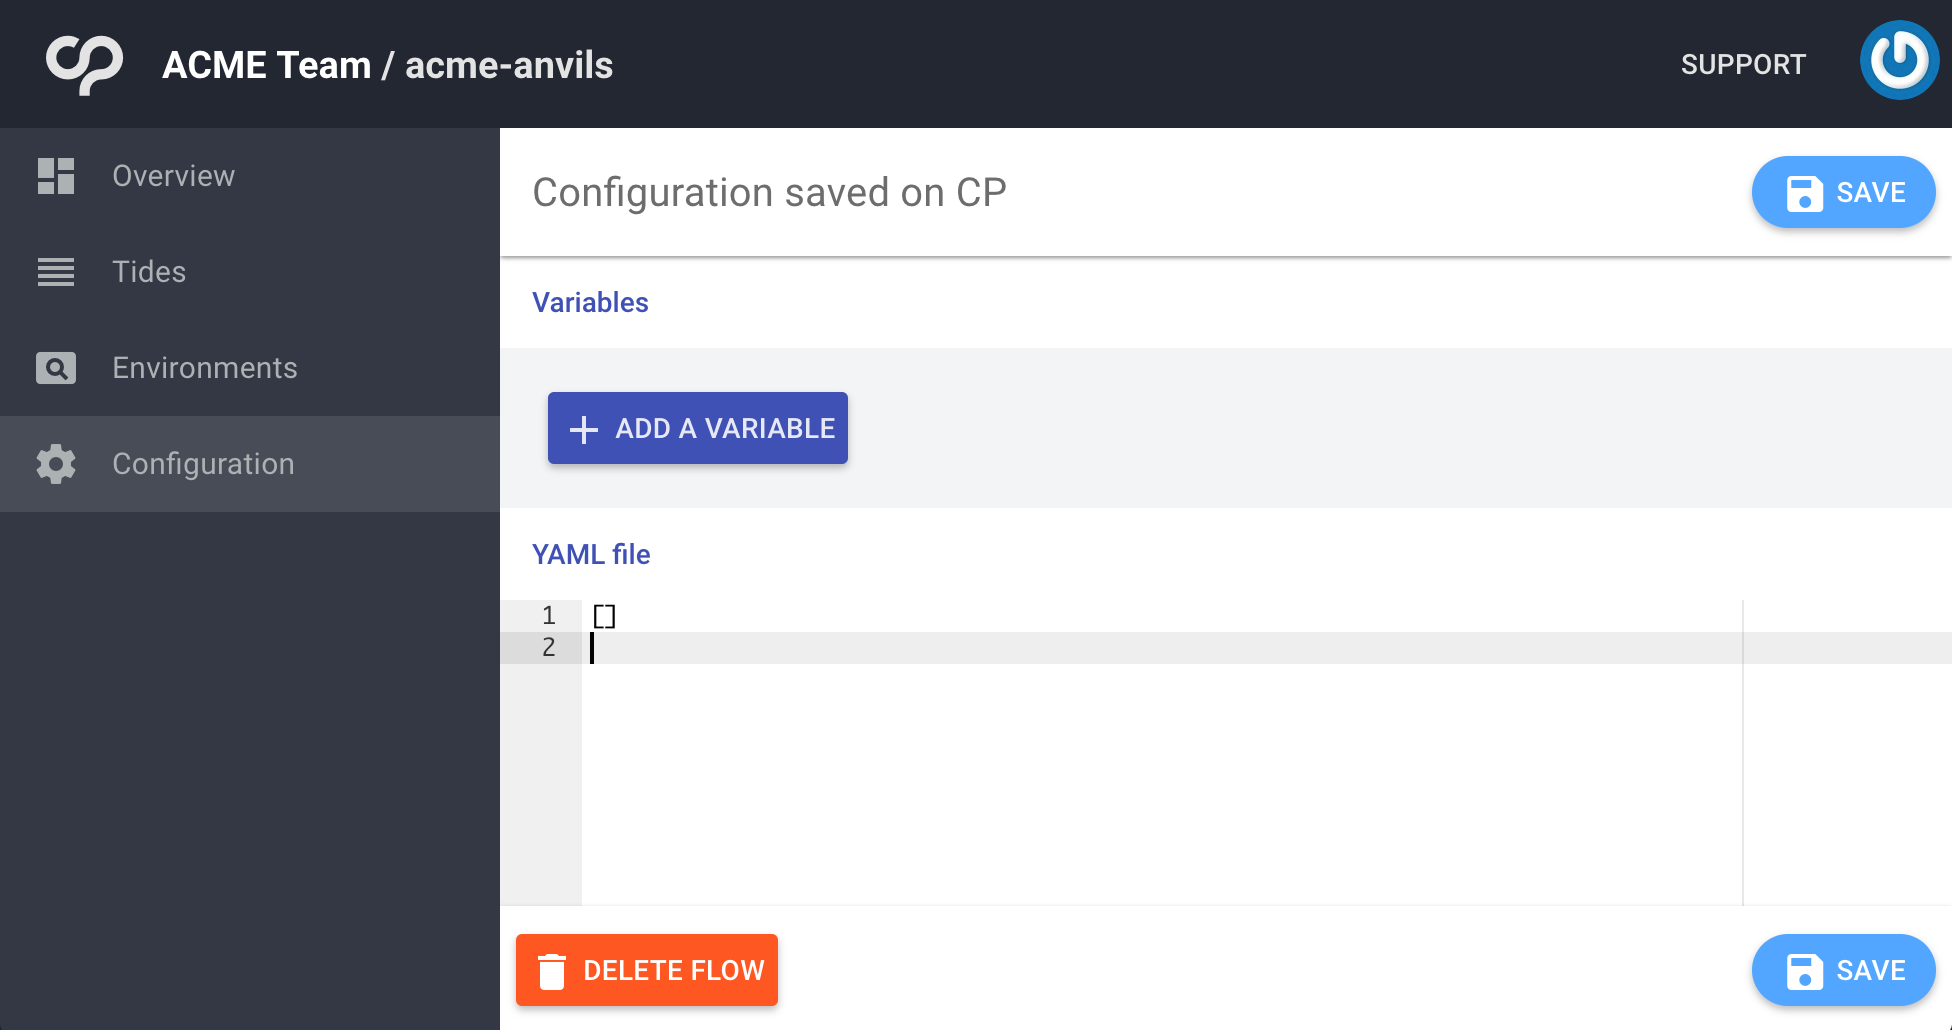 ACME Team / acme-anvils
SUPPORT
Overview
Tides
Environments
Configuration
Configuration saved on CP
SAVE
Variables
ADD A VARIABLE
YAML file
1 []
2
DELETE FLOW
SAVE